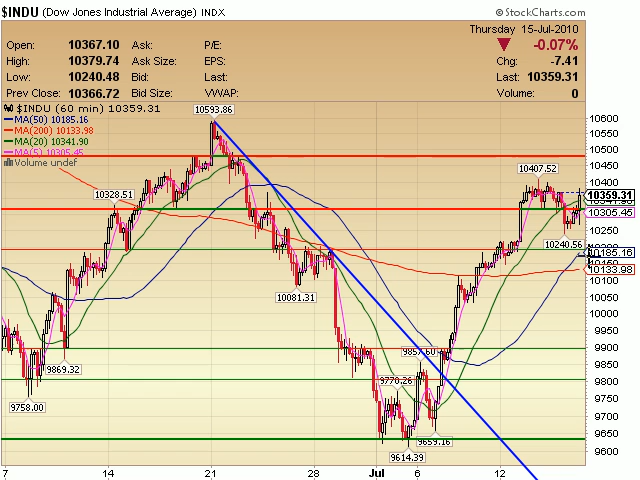 $INDU (Dow Jones Industrial Average) INDX
© StockCharts.com
Thursday 15-Jul-2010
Open: 10367.10 Ask: P/E: -0.07%
High: 10379.74 Ask Size: EPS: Chg: -7.41
Low: 10240.48 Bid: Last: Last: 10359.31
Prev Close: 10366.72 Bid Size: VWAP: Volume: 0
$INDU (60 min) 10359.31
MA(50) 10185.16
MA(200) 10133.98
MA(20) 10341.90
MA(5) 10305.45
Volume undef
10593.86
10328.51
10407.52
10240.56
10081.31
9869.32
9758.00
9857.60
9770.26
9659.16
9614.39
10600
10550
10500
10450
10400
10359.31
10305.45
10250
10185.16
10133.98
10100
10050
10000
9950
9900
9850
9800
9750
9700
9650
9600
7 14 21 28 Jul 6 12